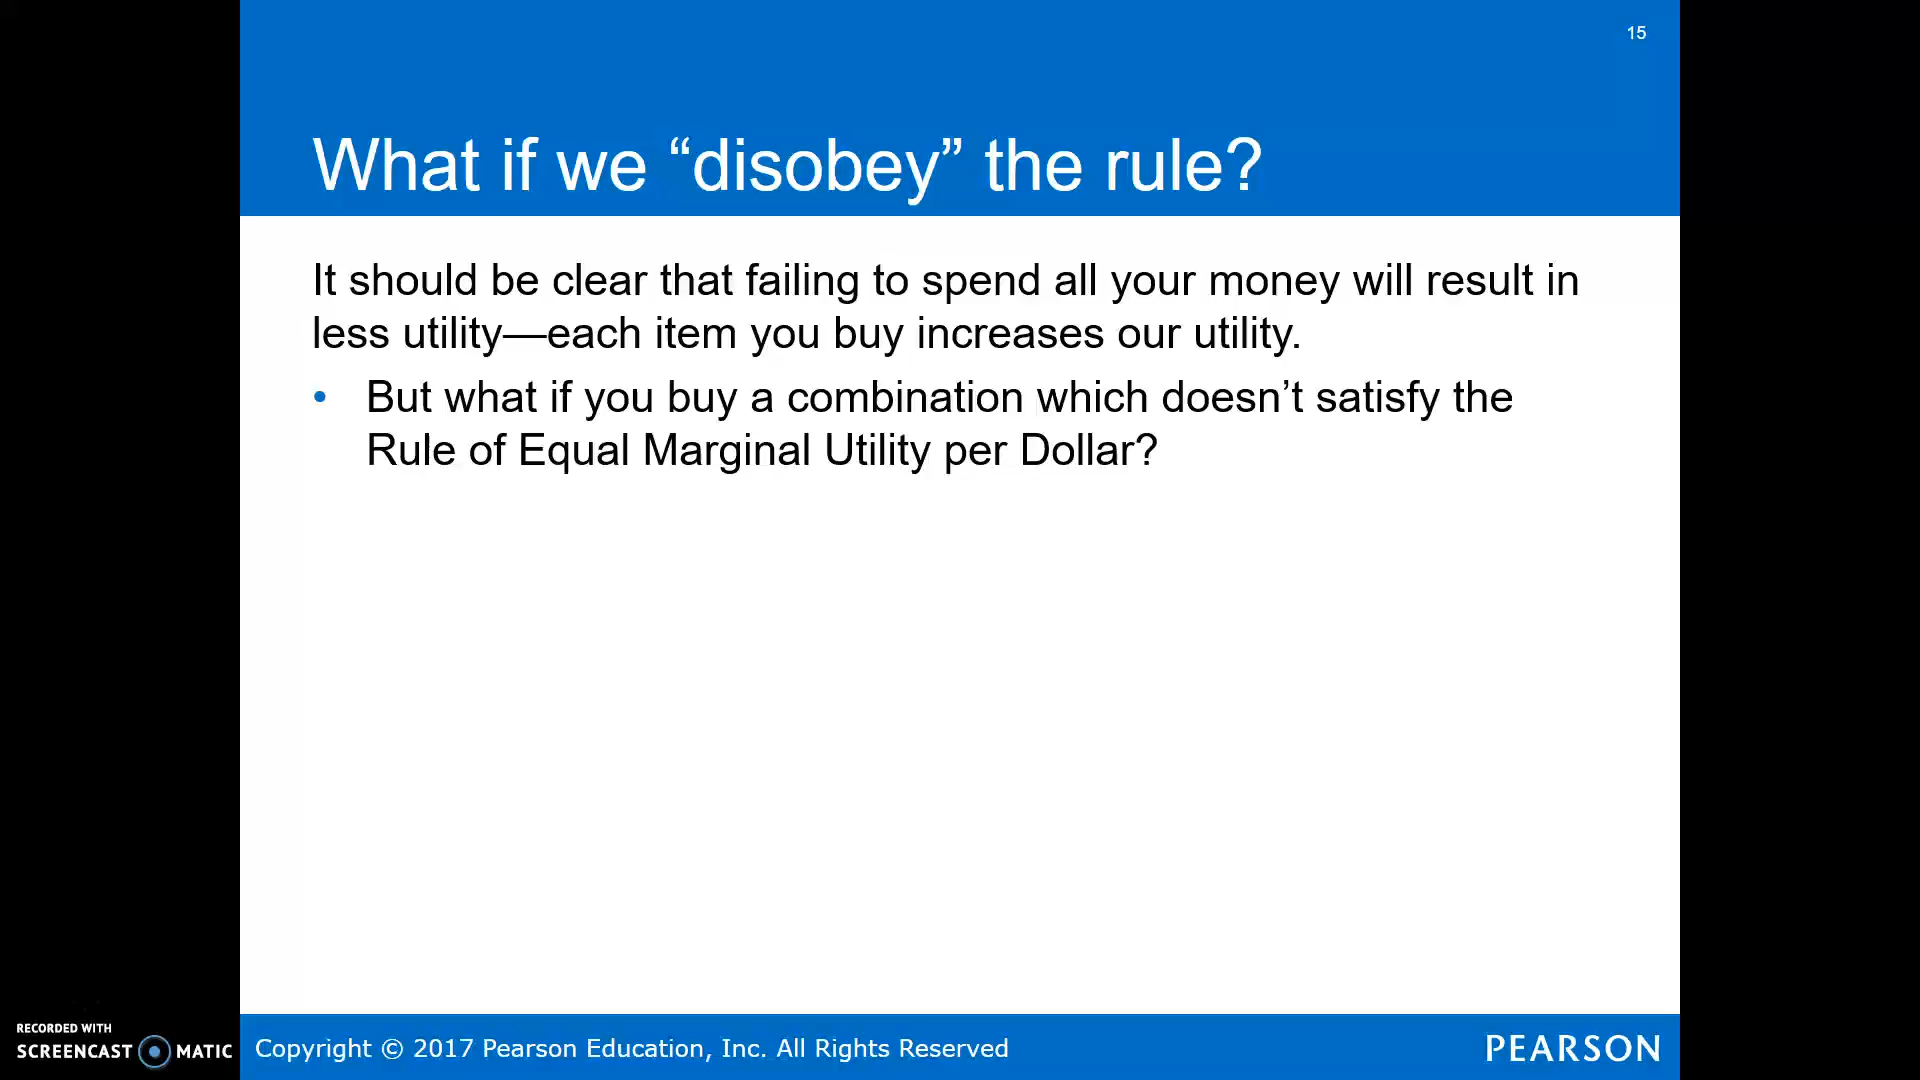 15
What if we “disobey” the rule?
It should be clear that failing to spend all your money will result in
less utility—each item you buy increases our utility.
• But what if you buy a combination which doesn’t satisfy the
Rule of Equal Marginal Utility per Dollar?
RECORDED WITH
SCREENCAST MATIC
Copyright © 2017 Pearson Education, Inc. All Rights Reserved
PEARSON